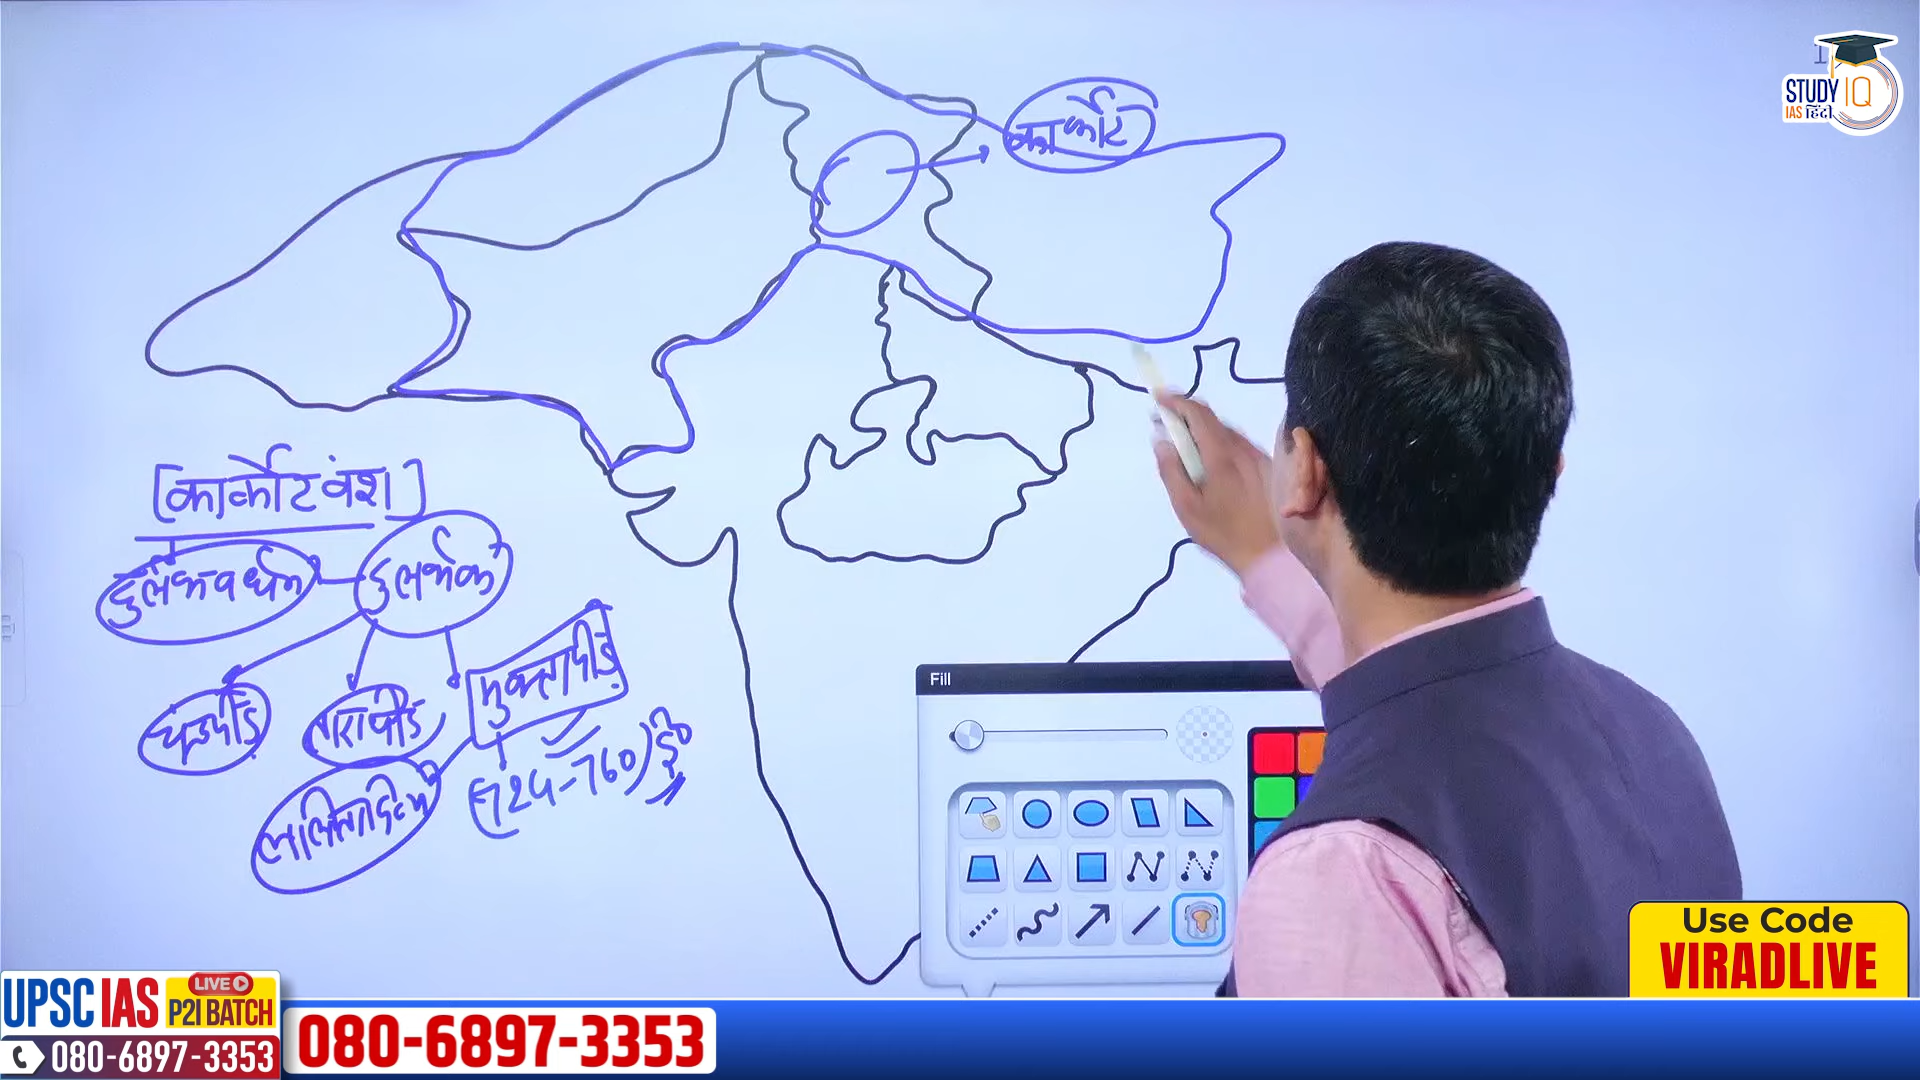 STUDY IQ
IAS हिंदी
कार्कोट
[कार्कोट वंश]
दुर्लभवर्धन
दुर्लभक
चन्द्रपीड
तारापीड
मुक्तापीड
ललितादित्य
(724-760) ई०
Fill
Use Code
VIRADLIVE
UPSC IAS
LIVE
P2I BATCH
080-6897-3353
080-6897-3353